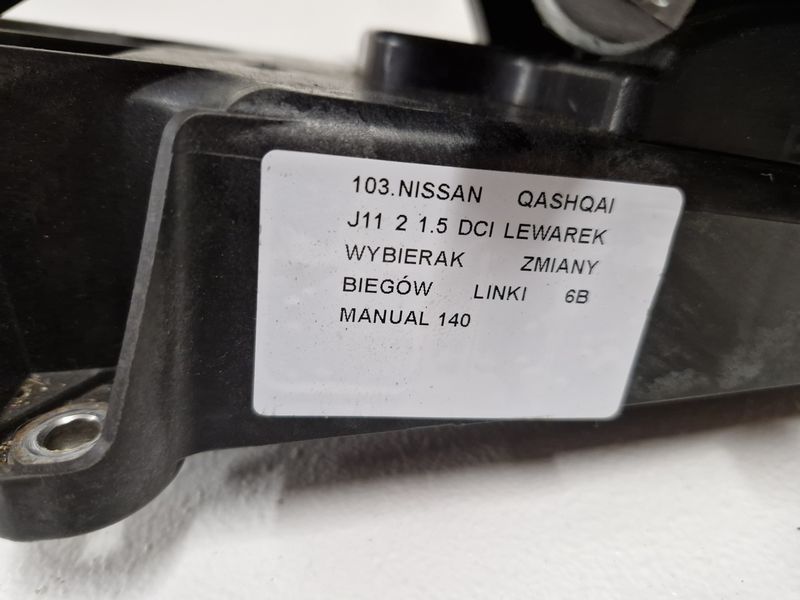 103.NISSAN QASHQAI
J11 2 1.5 DCI LEWAREK
WYBIERAK ZMIANY
BIEGÓW LINKI 6B
MANUAL 140